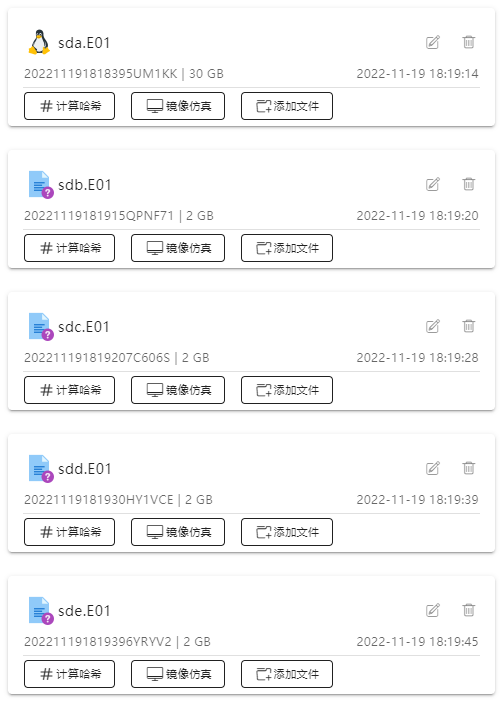 sda.E01
202211191818395UM1KK | 30 GB 2022-11-19 18:19:14
# 计算哈希 镜像仿真 添加文件
sdb.E01
20221119181915QPNF71 | 2 GB 2022-11-19 18:19:20
# 计算哈希 镜像仿真 添加文件
sdc.E01
202211191819207C606S | 2 GB 2022-11-19 18:19:28
# 计算哈希 镜像仿真 添加文件
sdd.E01
20221119181930HY1VCE | 2 GB 2022-11-19 18:19:39
# 计算哈希 镜像仿真 添加文件
sde.E01
202211191819396YRYV2 | 2 GB 2022-11-19 18:19:45
# 计算哈希 镜像仿真 添加文件